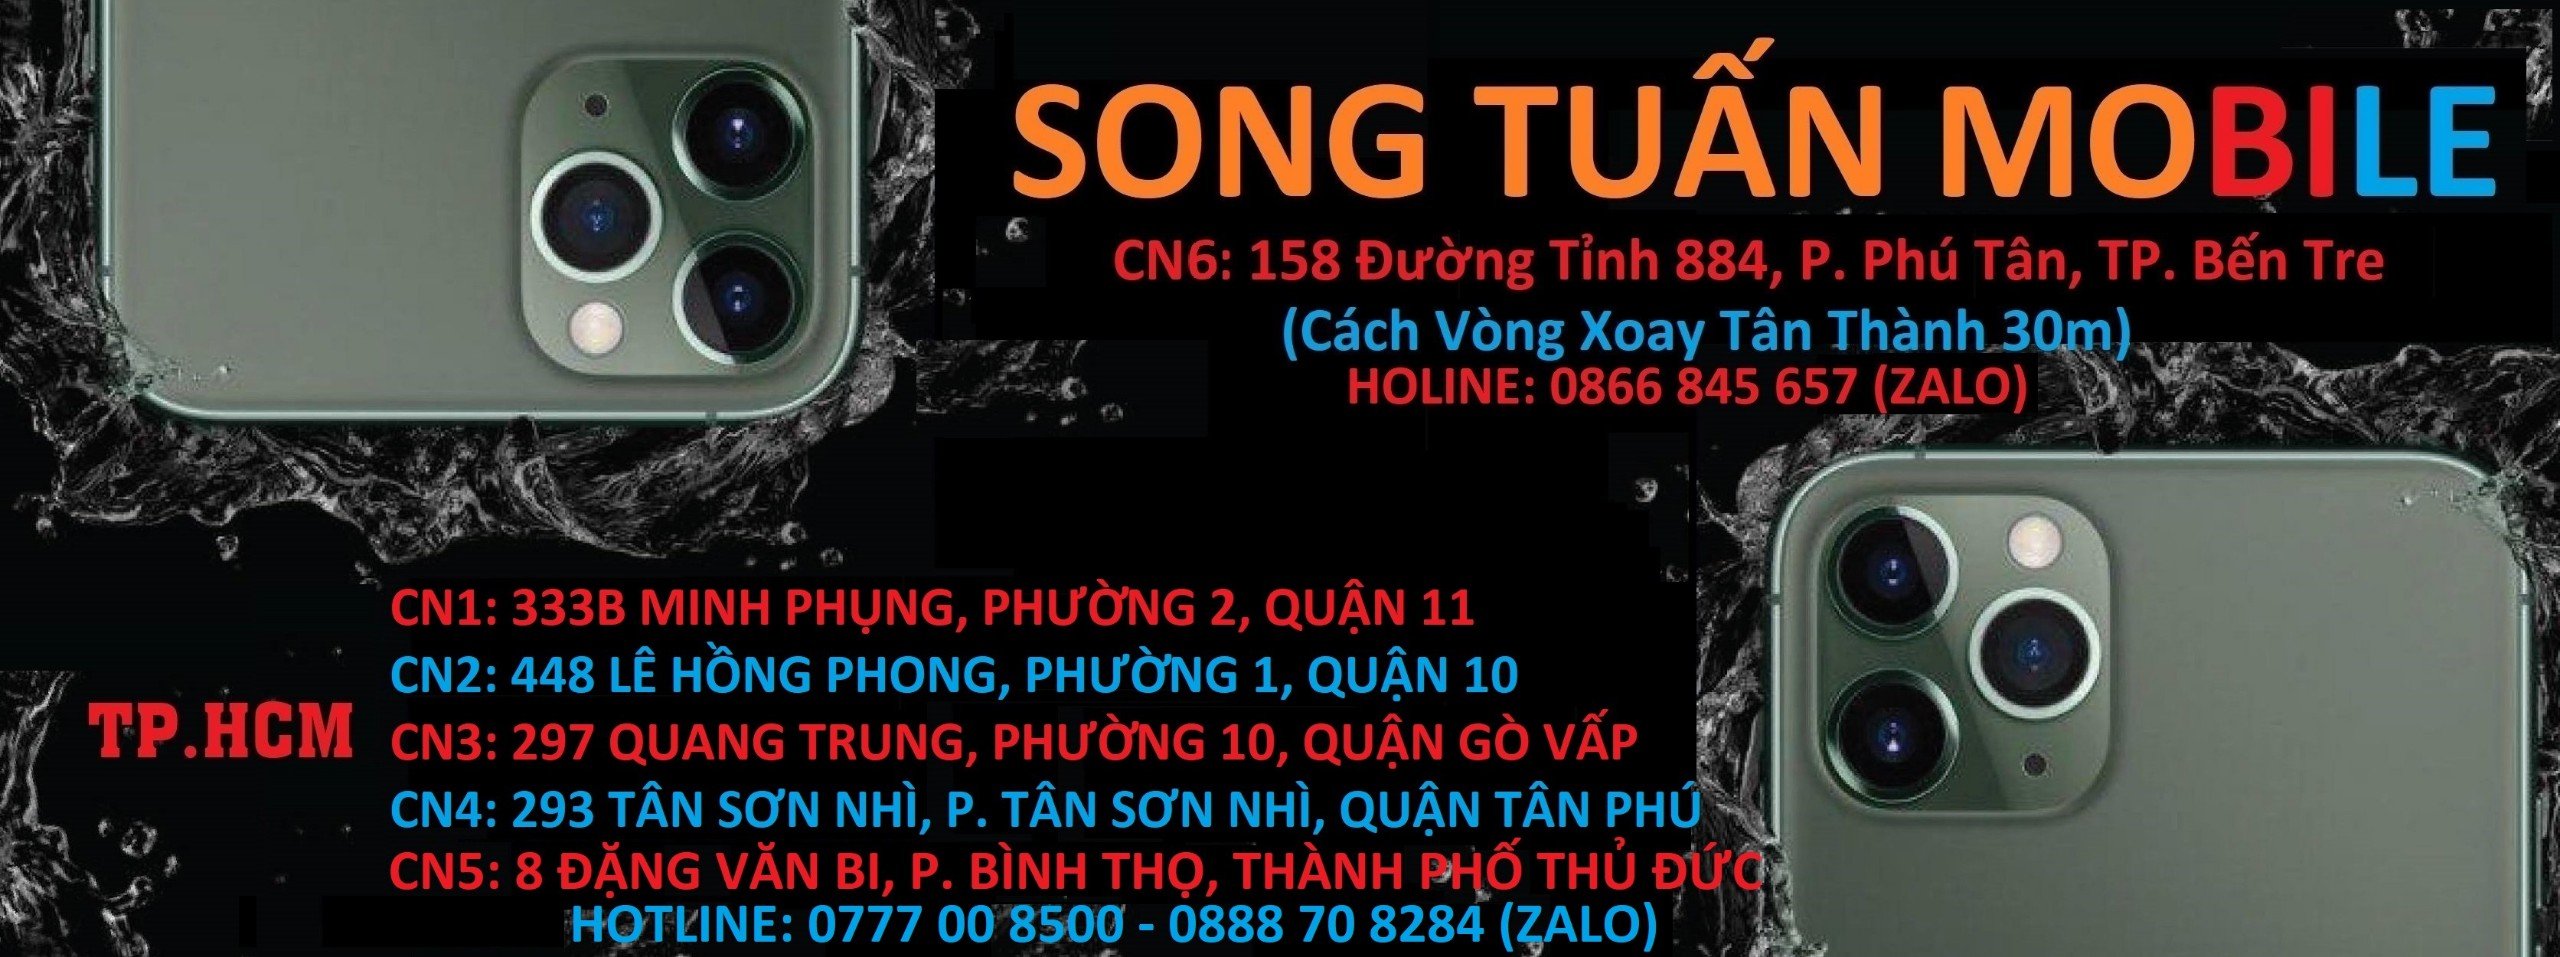 SONG TUẤN MOBILE
CN6: 158 Đường Tỉnh 884, P. Phú Tân, TP. Bến Tre
(Cách Vòng Xoay Tân Thành 30m)
HOLINE: 0866 845 657 (ZALO)
TP.HCM
CN1: 333B MINH PHỤNG, PHƯỜNG 2, QUẬN 11
CN2: 448 LÊ HỒNG PHONG, PHƯỜNG 1, QUẬN 10
CN3: 297 QUANG TRUNG, PHƯỜNG 10, QUẬN GÒ VẤP
CN4: 293 TÂN SƠN NHÌ, P. TÂN SƠN NHÌ, QUẬN TÂN PHÚ
CN5: 8 ĐẶNG VĂN BI, P. BÌNH THỌ, THÀNH PHỐ THỦ ĐỨC
HOTLINE: 0777 00 8500 - 0888 70 8284 (ZALO)